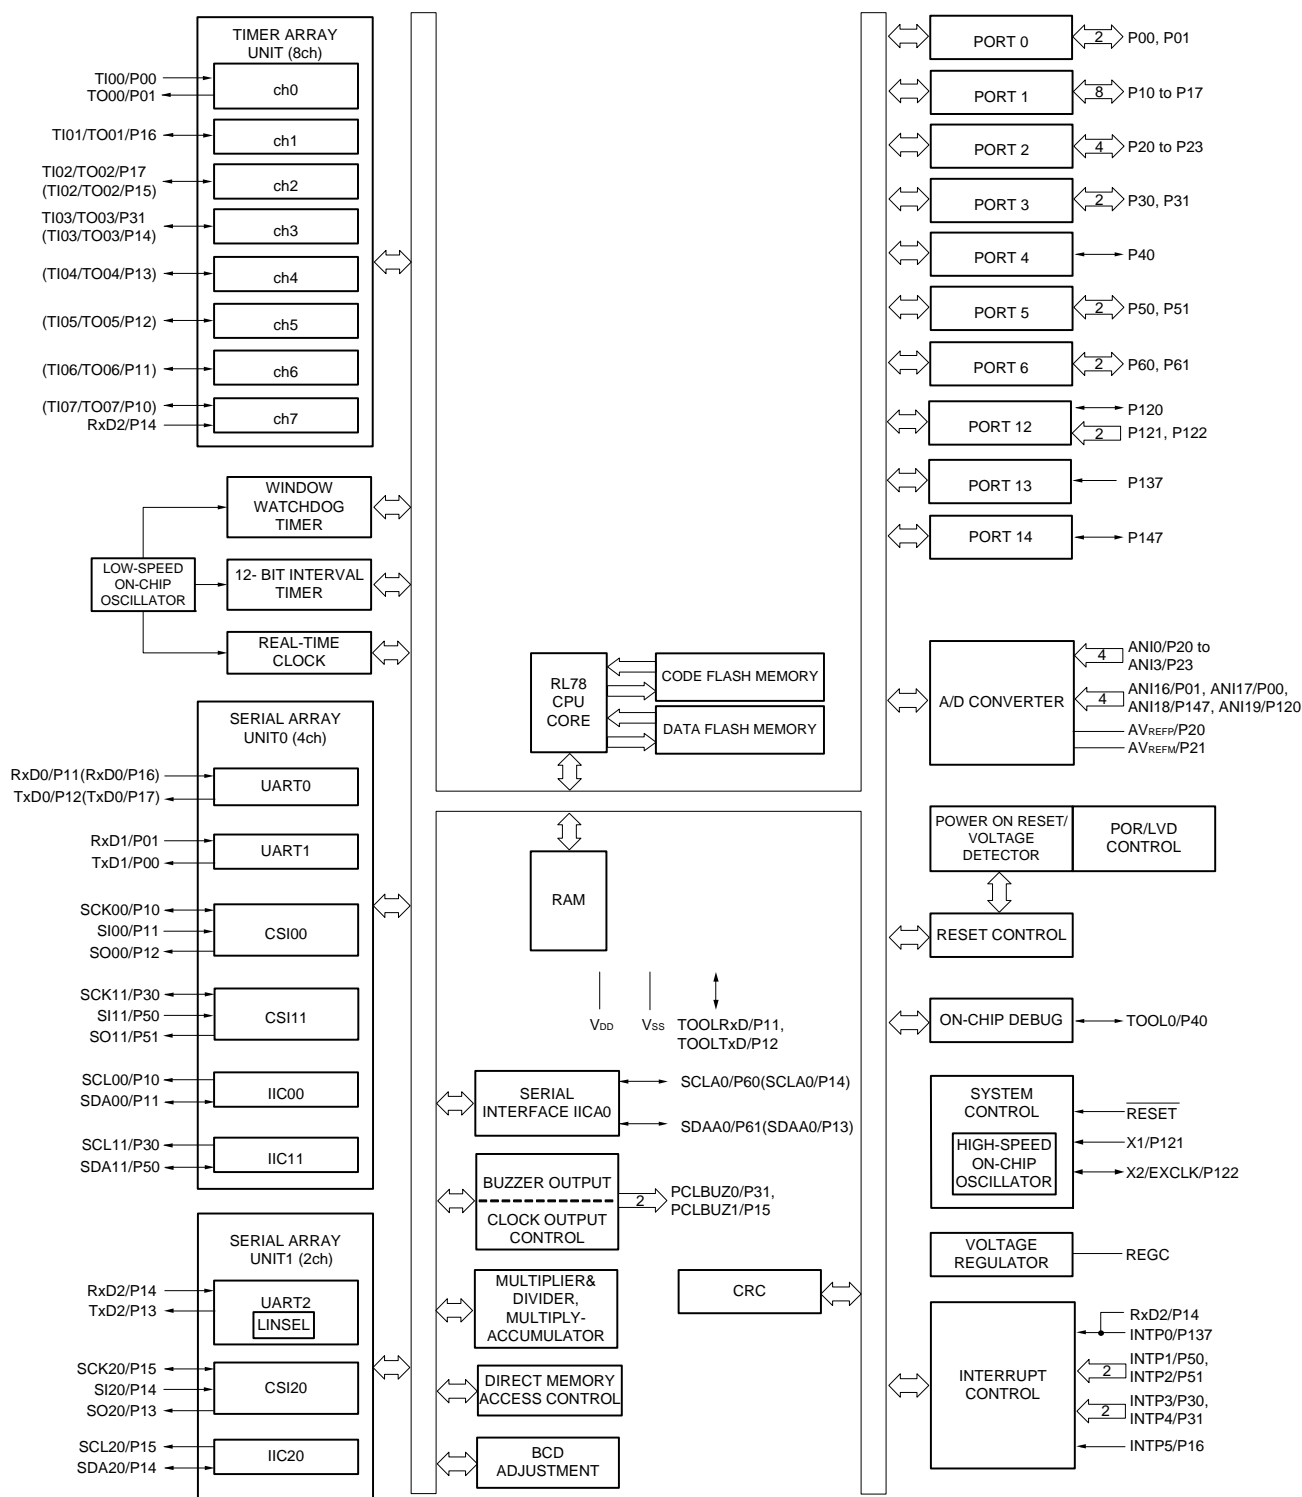 TIMER ARRAY
UNIT (8ch)
TI00/P00
TO00/P01
ch0
TI01/TO01/P16
ch1
TI02/TO02/P17
(TI02/TO02/P15)
ch2
TI03/TO03/P31
(TI03/TO03/P14)
ch3
(TI04/TO04/P13)
ch4
(TI05/TO05/P12)
ch5
(TI06/TO06/P11)
ch6
(TI07/TO07/P10)
RxD2/P14
ch7
WINDOW
WATCHDOG
TIMER
LOW-SPEED
ON-CHIP
OSCILLATOR
12- BIT INTERVAL
TIMER
REAL-TIME
CLOCK
SERIAL ARRAY
UNIT0 (4ch)
RxD0/P11(RxD0/P16)
TxD0/P12(TxD0/P17)
UART0
RxD1/P01
TxD1/P00
UART1
SCK00/P10
SI00/P11
SO00/P12
CSI00
SCK11/P30
SI11/P50
SO11/P51
CSI11
SCL00/P10
SDA00/P11
IIC00
SCL11/P30
SDA11/P50
IIC11
SERIAL ARRAY
UNIT1 (2ch)
RxD2/P14
TxD2/P13
UART2
LINSEL
SCK20/P15
SI20/P14
SO20/P13
CSI20
SCL20/P15
SDA20/P14
IIC20
RL78
CPU
CORE
CODE FLASH MEMORY
DATA FLASH MEMORY
RAM
VDD
VSS
TOOLRxD/P11,
TOOLTxD/P12
SERIAL
INTERFACE IICA0
SCLA0/P60(SCLA0/P14)
SDAA0/P61(SDAA0/P13)
BUZZER OUTPUT
CLOCK OUTPUT
CONTROL
2
PCLBUZ0/P31,
PCLBUZ1/P15
MULTIPLIER&
DIVIDER,
MULTIPLY-
ACCUMULATOR
DIRECT MEMORY
ACCESS CONTROL
BCD
ADJUSTMENT
CRC
PORT 0
2
P00, P01
PORT 1
8
P10 to P17
PORT 2
4
P20 to P23
PORT 3
2
P30, P31
PORT 4
P40
PORT 5
2
P50, P51
PORT 6
2
P60, P61
PORT 12
P120
2
P121, P122
PORT 13
P137
PORT 14
P147
A/D CONVERTER
4
ANI0/P20 to
ANI3/P23
4
ANI16/P01, ANI17/P00,
ANI18/P147, ANI19/P120
AVREFP/P20
AVREFM/P21
POWER ON RESET/
VOLTAGE
DETECTOR
POR/LVD
CONTROL
RESET CONTROL
ON-CHIP DEBUG
TOOL0/P40
SYSTEM
CONTROL
HIGH-SPEED
ON-CHIP
OSCILLATOR
RESET
X1/P121
X2/EXCLK/P122
VOLTAGE
REGULATOR
REGC
INTERRUPT
CONTROL
RxD2/P14
INTP0/P137
2
INTP1/P50,
INTP2/P51
2
INTP3/P30,
INTP4/P31
INTP5/P16